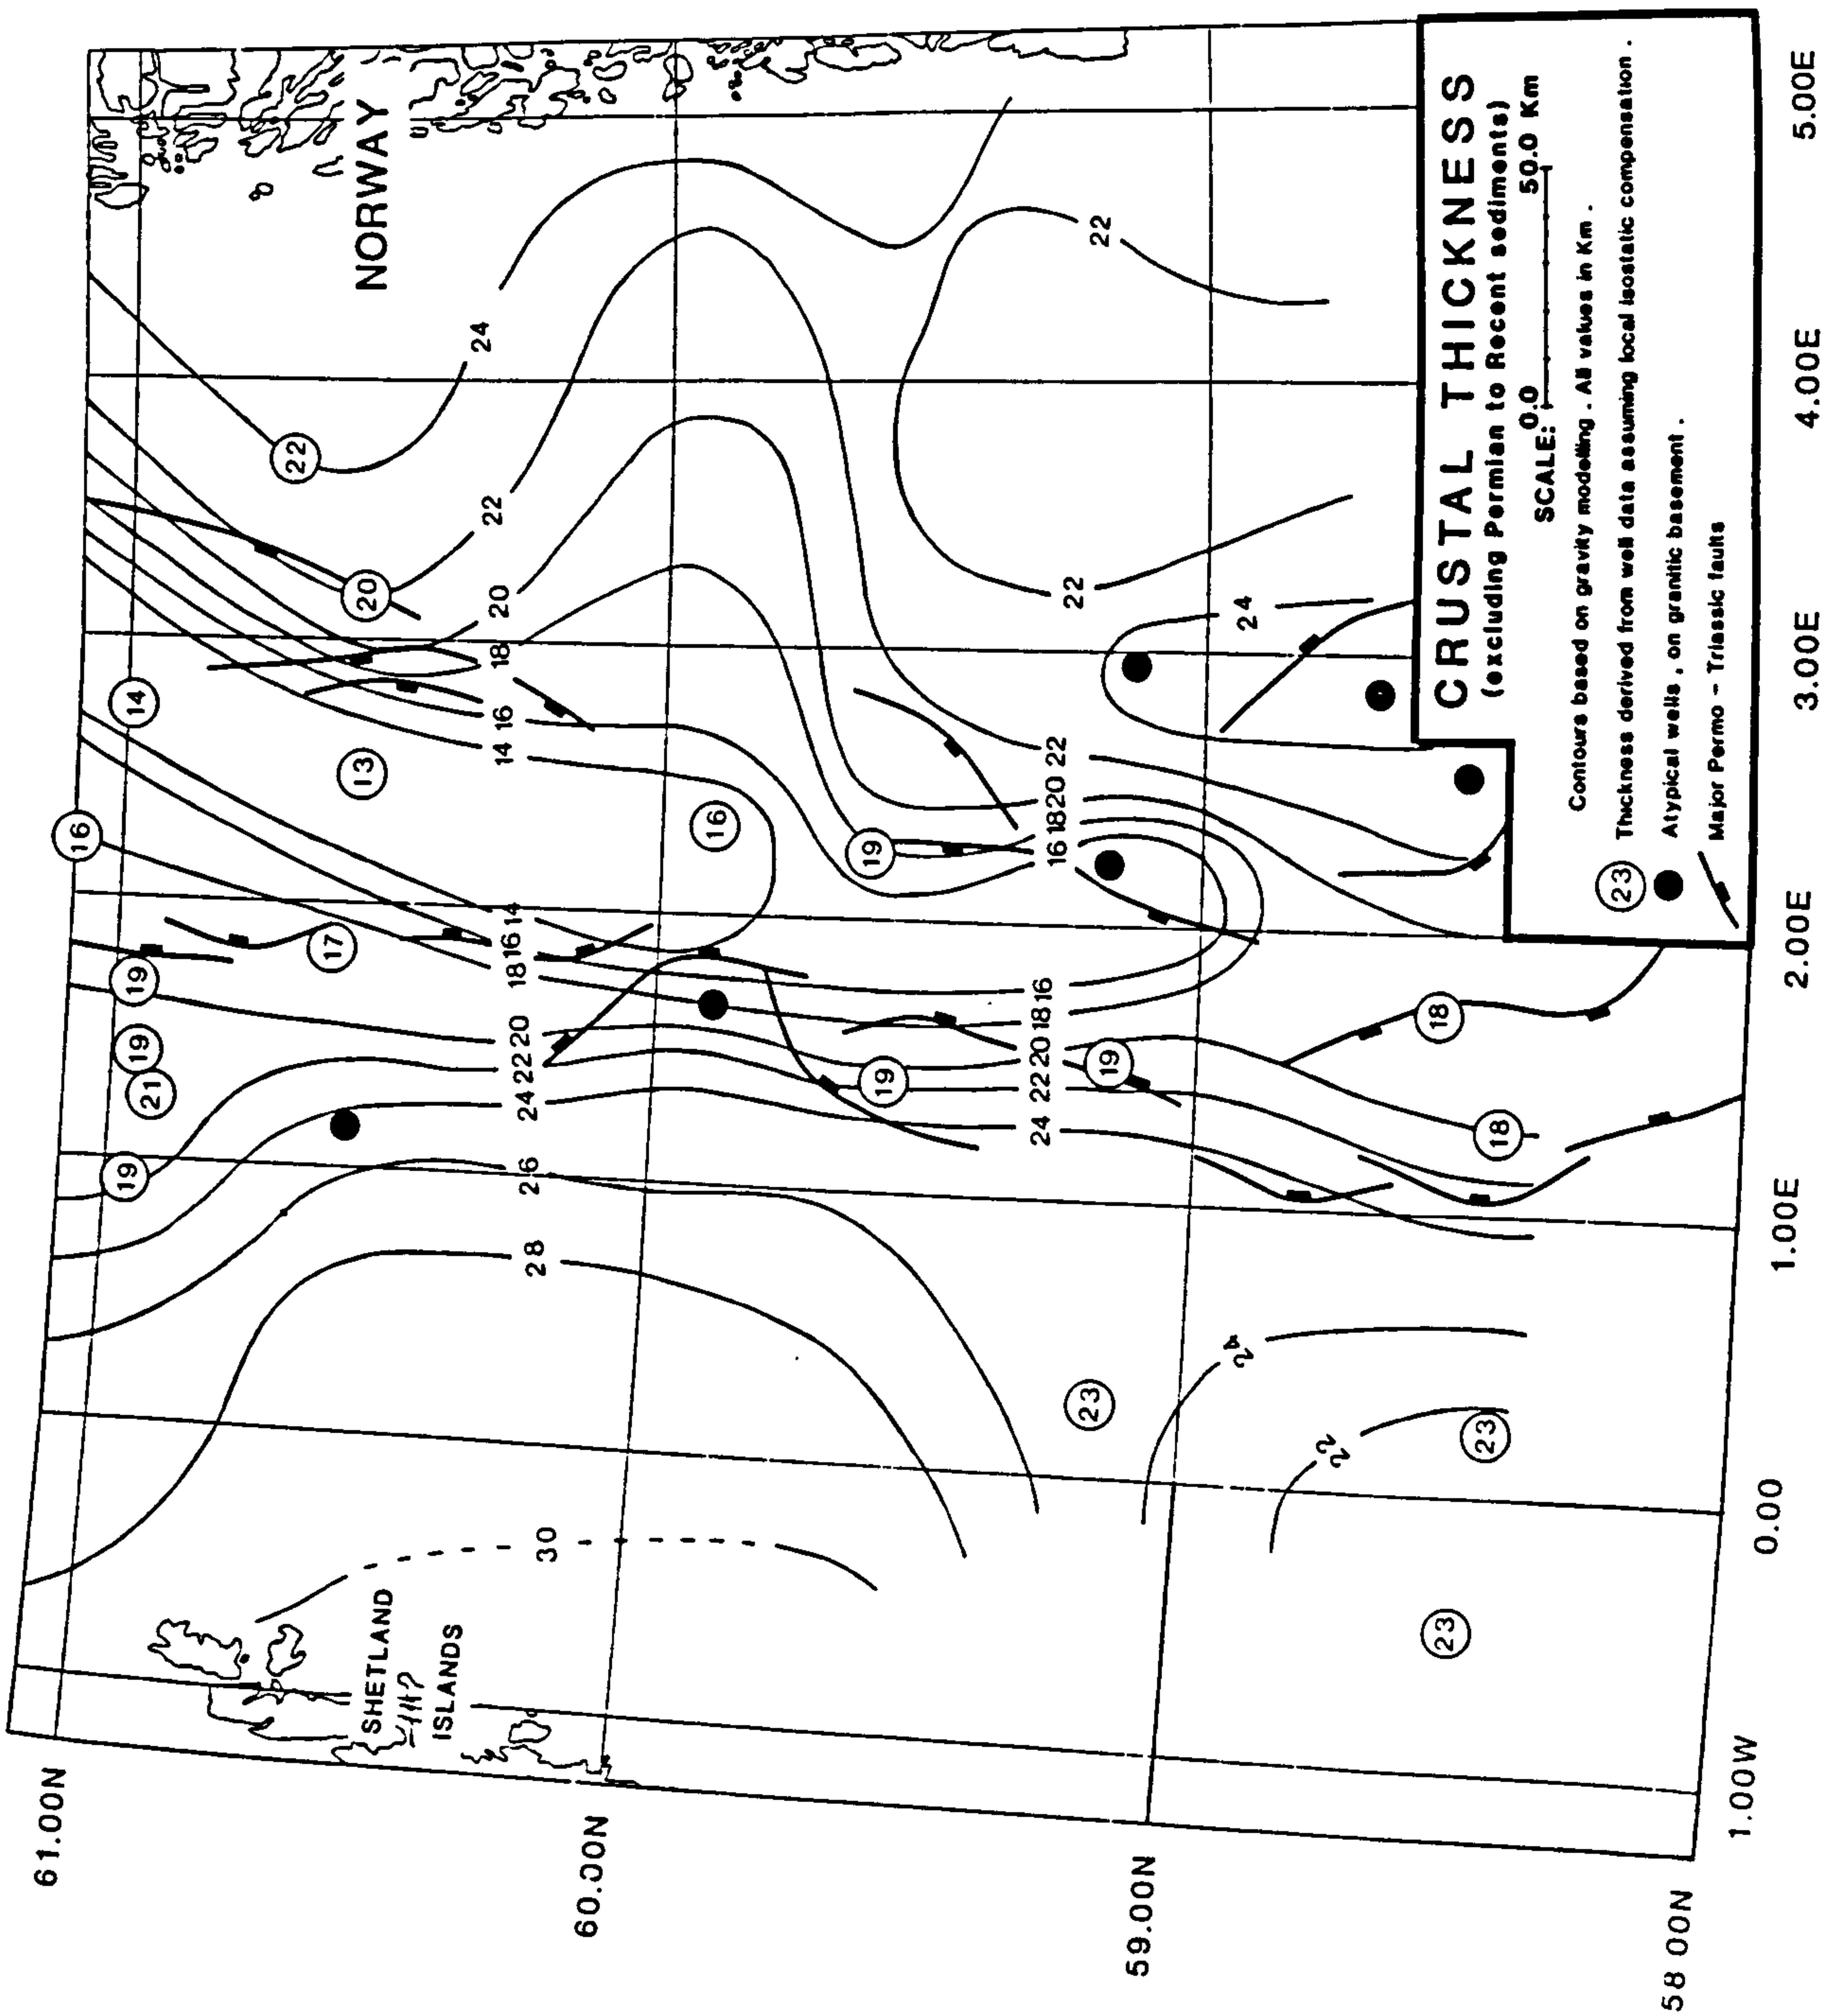 NORWAY
SHETLAND
ISLANDS
61.00N
60.00N
59.00N
58 00N
1.00W
0.00
1.00E
2.00E
3.00E
4.00E
5.00E
22
20
14
13
16
16
17
19
19
21
19
19
19
19
18
18
23
23
23
24
22
20
18
16
14
14
16
18
20
22
24
26
28
30
22
22
24
22
20
18
16
16
18
20
22
24
24
22
CRUSTAL THICKNESS
(excluding Permian to Recent sediments)
SCALE: 0.0 50.0 Km
Contours based on gravity modelling . All values in Km .
23 Thickness derived from well data assuming local isostatic compensation .
Atypical wells , on granitic basement .
Major Permo - Triassic faults